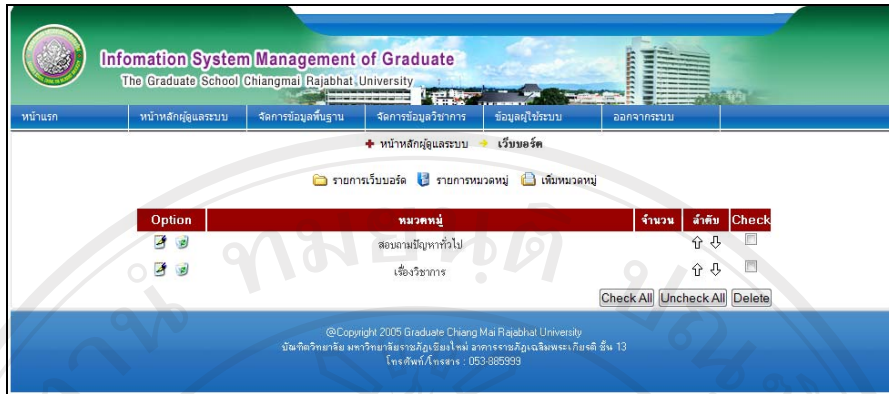 Infomation System Management of Graduate
The Graduate School Chiangmai Rajabhat University
หน้าแรก หน้าหลักผู้ดูแลระบบ จัดการข้อมูลพื้นฐาน จัดการข้อมูลวิชาการ ข้อมูลผู้ใช้ระบบ ออกจากระบบ
หน้าหลักผู้ดูแลระบบ เว็บบอร์ด
รายการเว็บบอร์ด รายการหมวดหมู่ เพิ่มหมวดหมู่
Option หมวดหมู่ จำนวน ลำดับ Check
สอบถามปัญหาทั่วไป
เรื่องวิชาการ
Check All Uncheck All Delete
@Copyright 2005 Graduate Chiang Mai Rajabhat University
บัณฑิตวิทยาลัย มหาวิทยาลัยราชภัฏเชียงใหม่ อาคารราชภัฏเฉลิมพระเกียรติ ชั้น 13
โทรศัพท์/โทรสาร : 053-885999